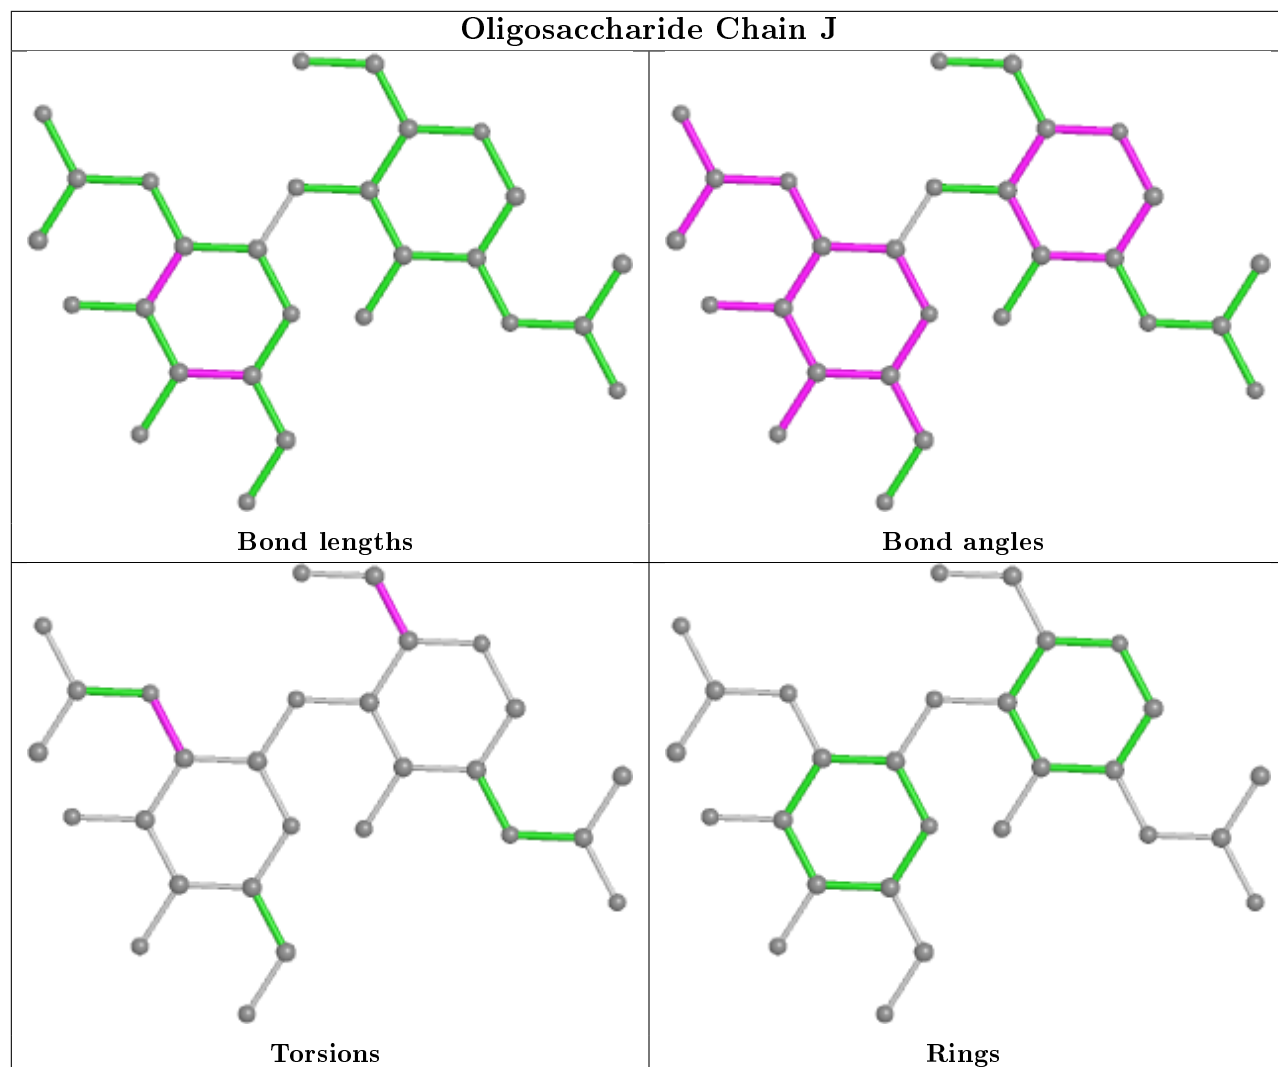 Oligosaccharide Chain J
Bond lengths
Bond angles
Torsions
Rings